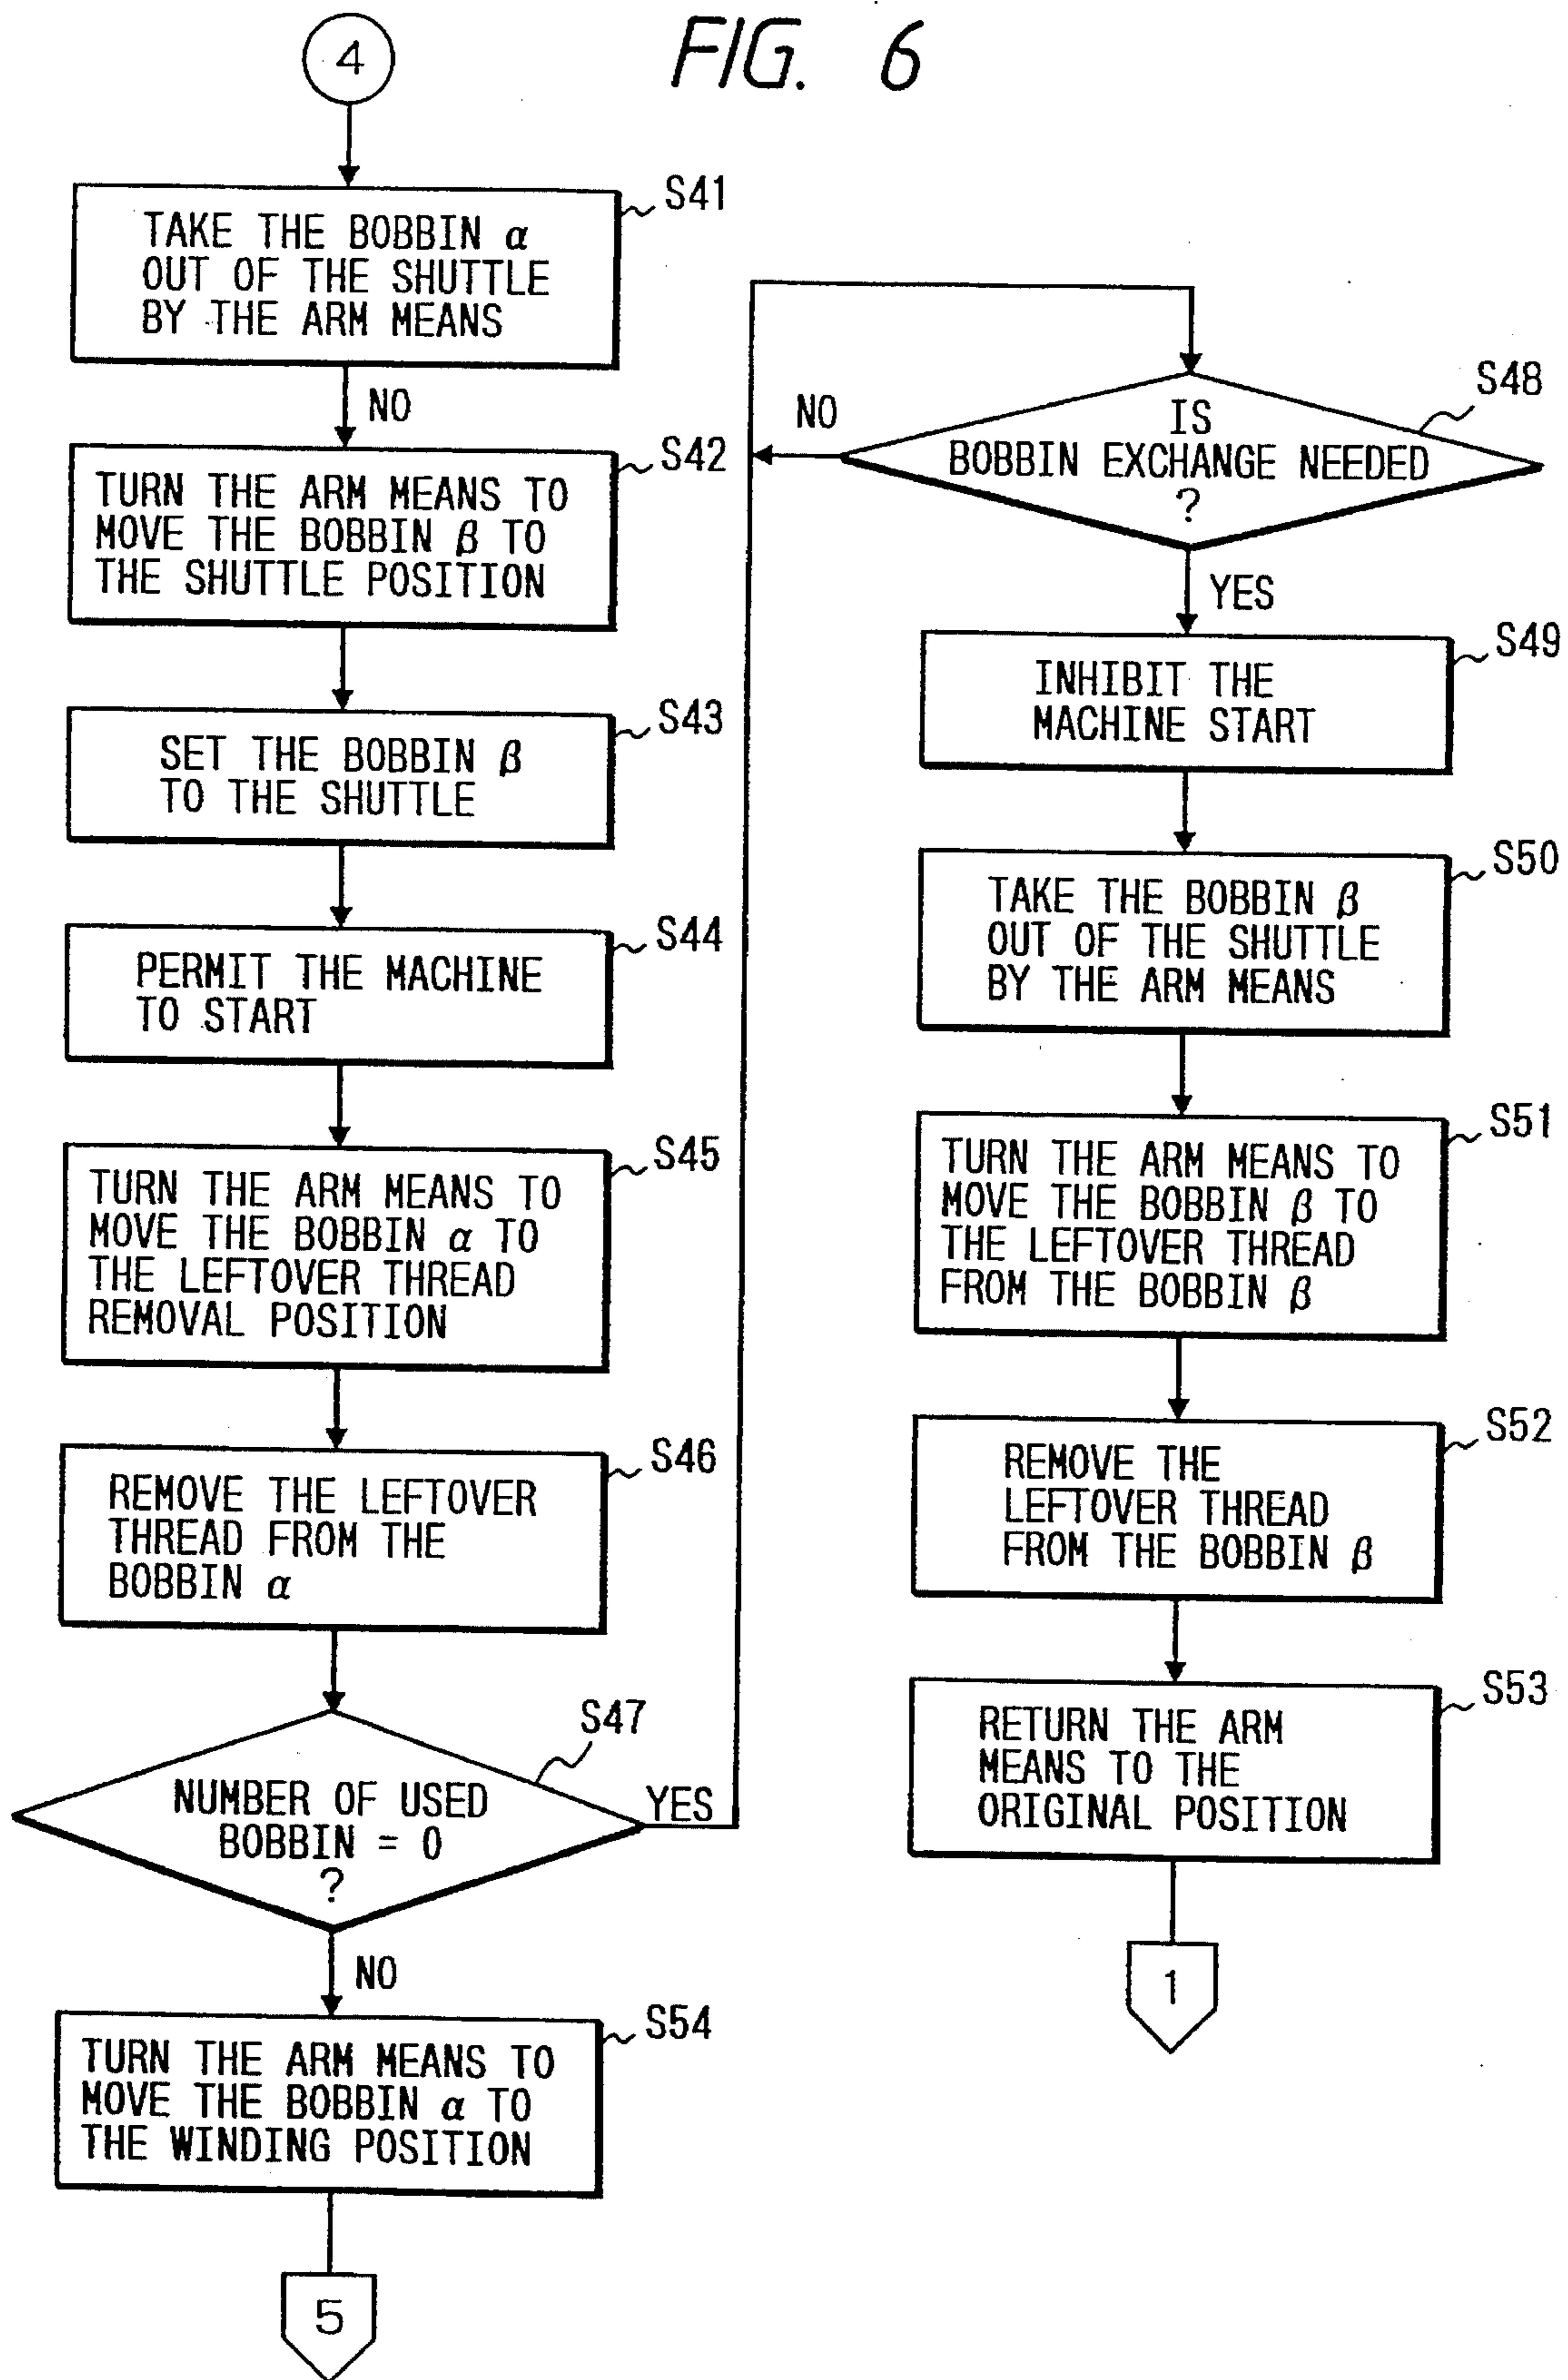 FIG. 6
4
S41
TAKE THE BOBBIN α
OUT OF THE SHUTTLE
BY THE ARM MEANS
NO
S42
TURN THE ARM MEANS TO
MOVE THE BOBBIN β TO
THE SHUTTLE POSITION
S43
SET THE BOBBIN β
TO THE SHUTTLE
S44
PERMIT THE MACHINE
TO START
S45
TURN THE ARM MEANS TO
MOVE THE BOBBIN α TO
THE LEFTOVER THREAD
REMOVAL POSITION
S46
REMOVE THE LEFTOVER
THREAD FROM THE
BOBBIN α
S47
NUMBER OF USED
BOBBIN = 0
?
YES
NO
S54
TURN THE ARM MEANS TO
MOVE THE BOBBIN α TO
THE WINDING POSITION
5
S48
IS
BOBBIN EXCHANGE NEEDED
?
NO
YES
S49
INHIBIT THE
MACHINE START
S50
TAKE THE BOBBIN β
OUT OF THE SHUTTLE
BY THE ARM MEANS
S51
TURN THE ARM MEANS TO
MOVE THE BOBBIN β TO
THE LEFTOVER THREAD
FROM THE BOBBIN β
S52
REMOVE THE
LEFTOVER THREAD
FROM THE BOBBIN β
S53
RETURN THE ARM
MEANS TO THE
ORIGINAL POSITION
1